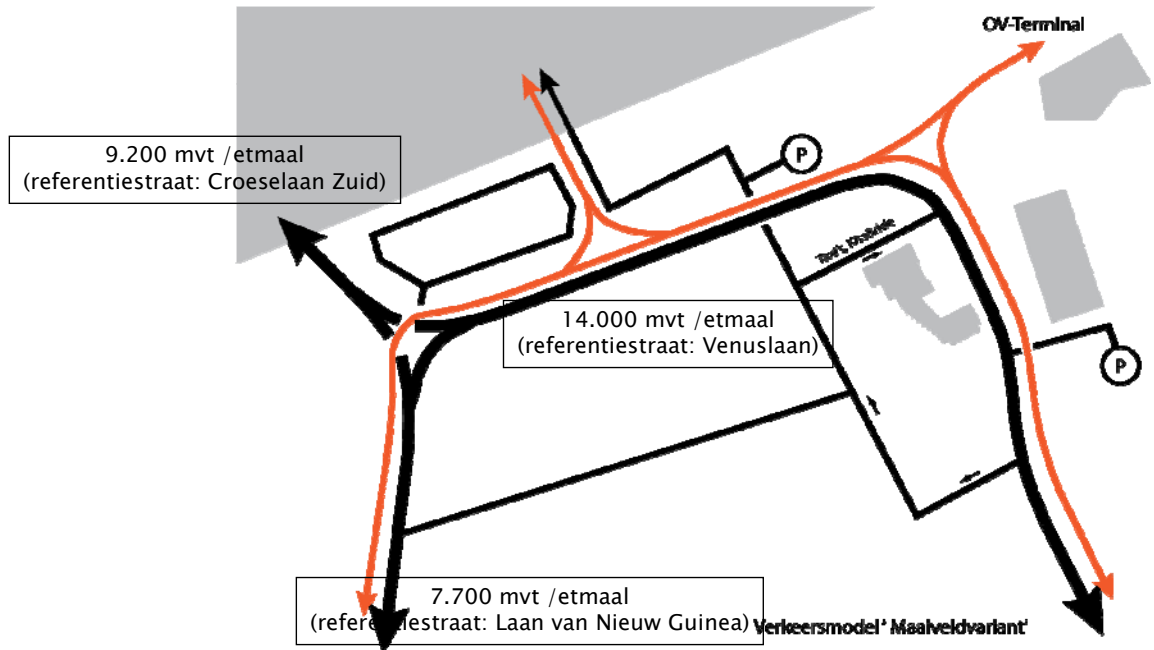 OV-Terminal
9.200 mvt /etmaal
(referentiestraat: Croeselaan Zuid)
P
14.000 mvt /etmaal
(referentiestraat: Venuslaan)
P
7.700 mvt /etmaal
(referentiestraat: Laan van Nieuw Guinea)
Verkeersmodel 'Maaiveldvariant'